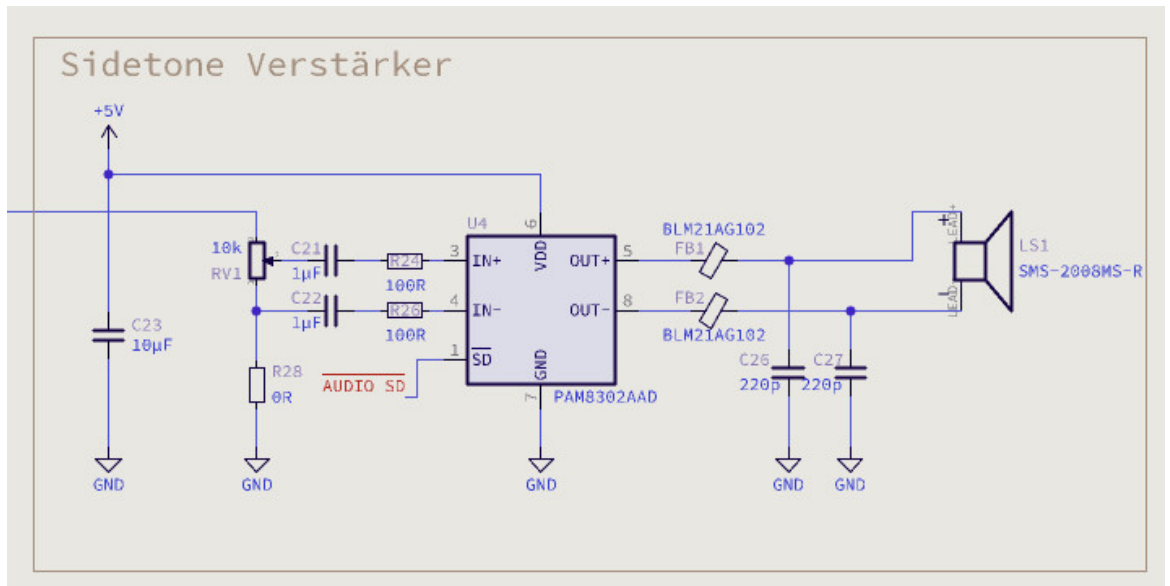 Sidetone Verstärker
+5V
U4
6
VDD
BLM21AG102
FB1
10k
RV1
C21
1µF
R24
100R
3
IN+
OUT+
5
C22
1µF
R26
100R
4
IN-
OUT-
8
FB2
BLM21AG102
LEAD+
+
LS1
SMS-2008MS-R
-
C23
10µF
1
SD
GND
7
AUDIO SD
PAM8302AAD
R28
0R
C26
220p
C27
220p
GND
GND
GND
GND
GND